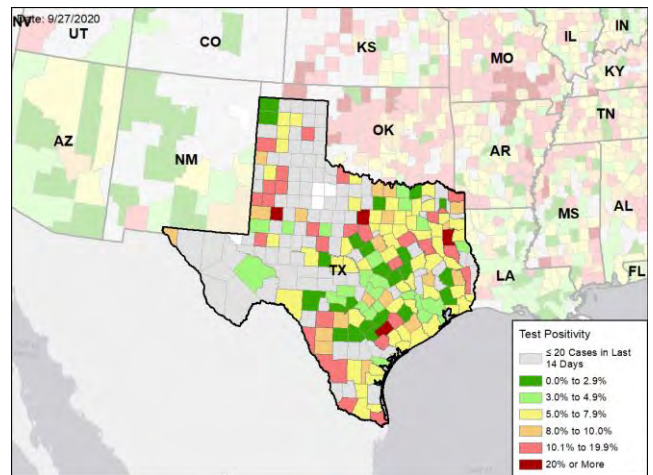 Date: 9/27/2020
NV
UT
CO
KS
MO
IL
IN
KY
TN
AZ
NM
OK
AR
MS
AL
TX
LA
FL
Test Positivity
≤ 20 Cases in Last
14 Days
0.0% to 2.9%
3.0% to 4.9%
5.0% to 7.9%
8.0% to 10.0%
10.1% to 19.9%
20% or More